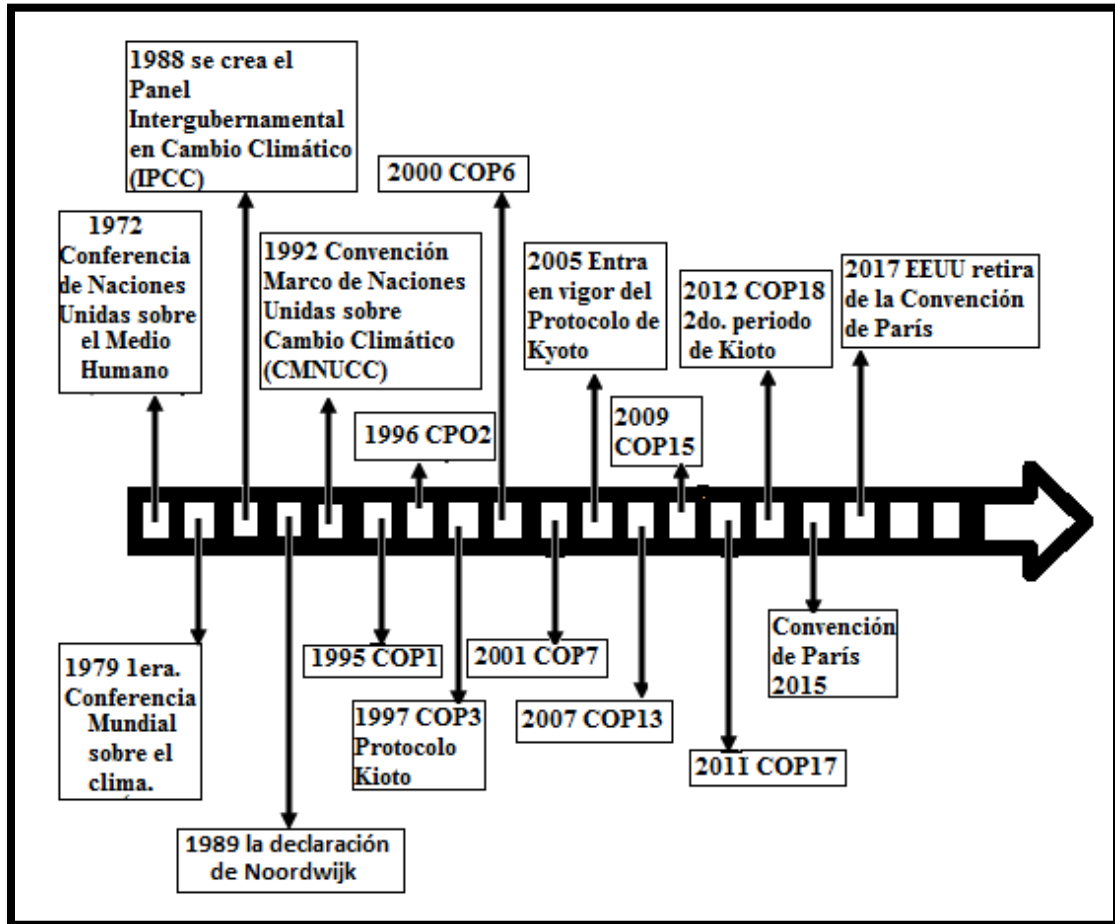 1988 se crea el
Panel
Intergubernamental
en Cambio Climático
(IPCC)
2000 COP6
1972
Conferencia
de Naciones
Unidas sobre
el Medio
Humano
1992 Convención
Marco de Naciones
Unidas sobre
Cambio Climático
(CMNUCC)
2005 Entra
en vigor del
Protocolo de
Kyoto
2012 COP18
2do. periodo
de Kioto
2017 EEUU retira
de la Convención
de París
1996 CPO2
2009
COP15
1979 1era.
Conferencia
Mundial
sobre el
clima.
1995 COP1
2001 COP7
Convención
de París
2015
1997 COP3
Protocolo
Kioto
2007 COP13
2011 COP17
1989 la declaración
de Noordwijk